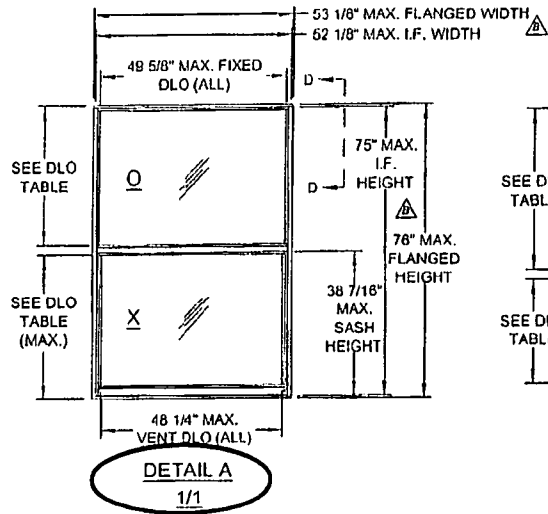 53 1/8" MAX. FLANGED WIDTH
52 1/8" MAX. I.F. WIDTH
B
49 5/8" MAX. FIXED
DLO (ALL)
D
D
SEE DLO
TABLE
O
75" MAX.
I.F.
HEIGHT
B
76" MAX.
FLANGED
HEIGHT
SEE DLO
TABLE
(MAX.)
X
38 7/16"
MAX.
SASH
HEIGHT
48 1/4" MAX.
VENT DLO (ALL)
DETAIL A
1/1
SEE D
TABL
SEE D
TABL